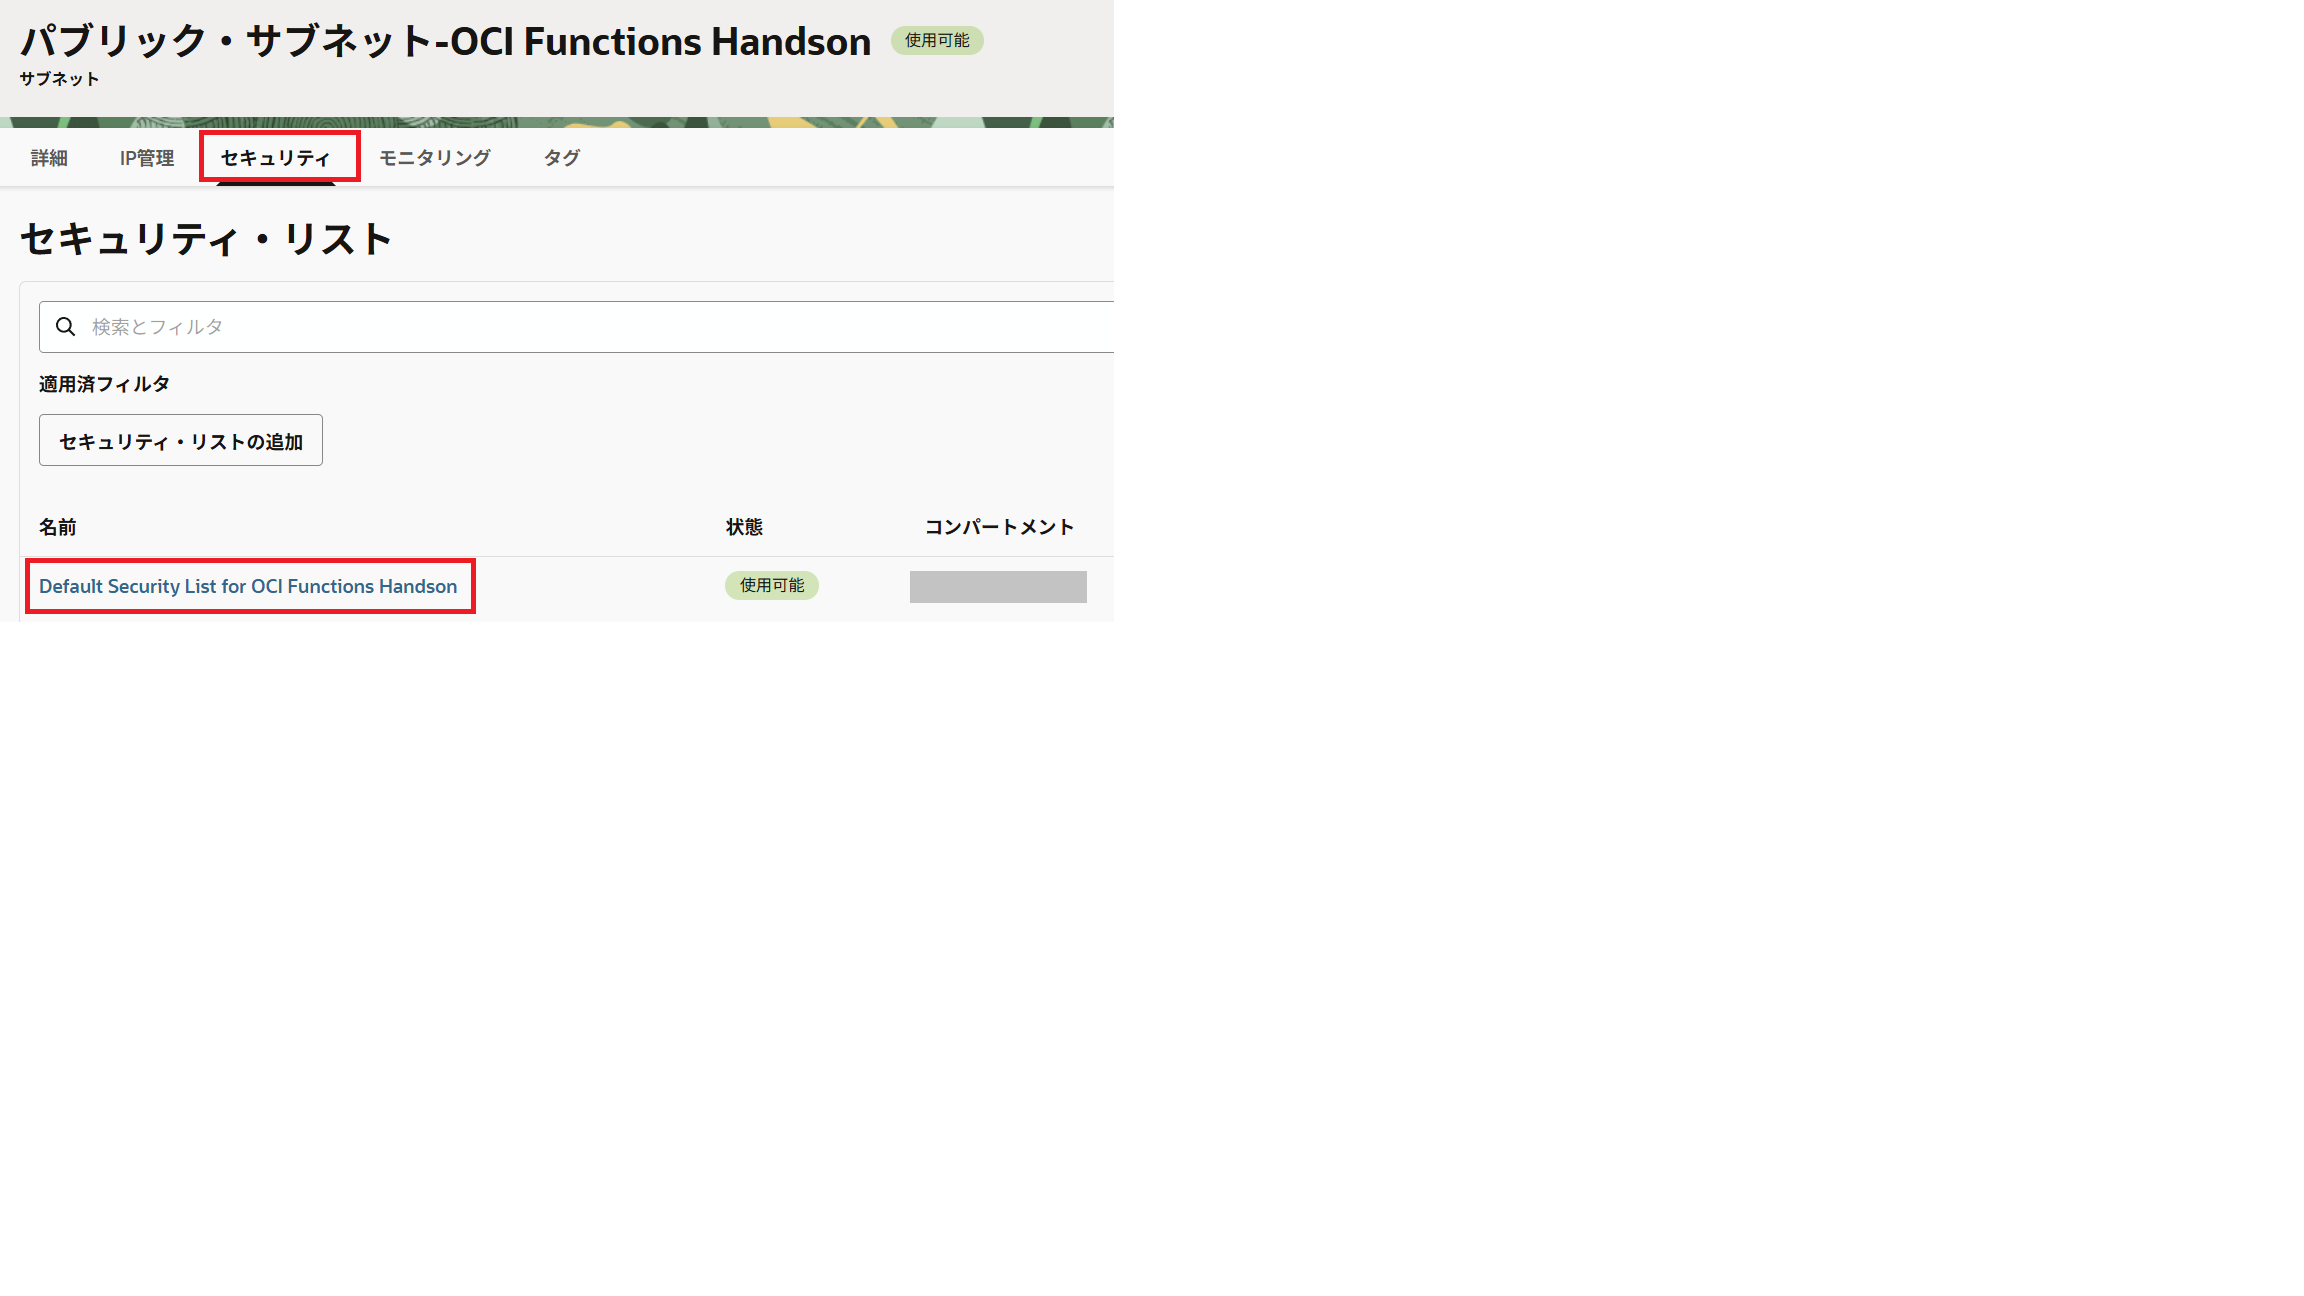 パブリック・サブネット-OCI Functions Handson 使用可能
サブネット
詳細 IP管理 セキュリティ モニタリング タグ
セキュリティ・リスト
検索とフィルタ
適用済フィルタ
セキュリティ・リストの追加
名前 状態 コンパートメント
Default Security List for OCI Functions Handson 使用可能